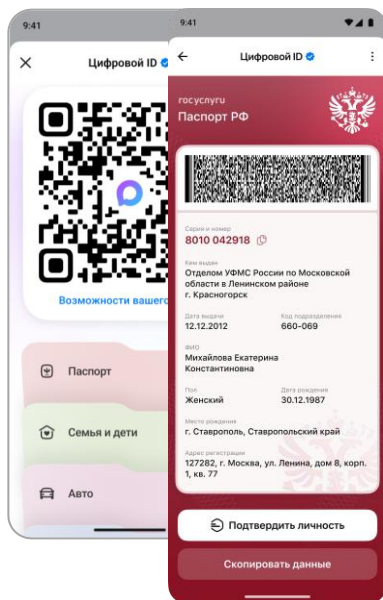 9:41
Цифровой ID
Возможности вашего
Паспорт
Семья и дети
Авто
9:41
Цифровой ID
госуслуги
Паспорт РФ
Серия и номер
8010 042918
Кем выдан
Отделом УФМС России по Московской
области в Ленинском районе
г. Красногорск
Дата выдачи Код подразделения
12.12.2012 660-069
ФИО
Михайлова Екатерина
Константиновна
Пол Дата рождения
Женский 30.12.1987
Место рождения
г. Ставрополь, Ставропольский край
Адрес регистрации
127282, г. Москва, ул. Ленина, дом 8, корп.
1, кв. 77
Подтвердить личность
Скопировать данные